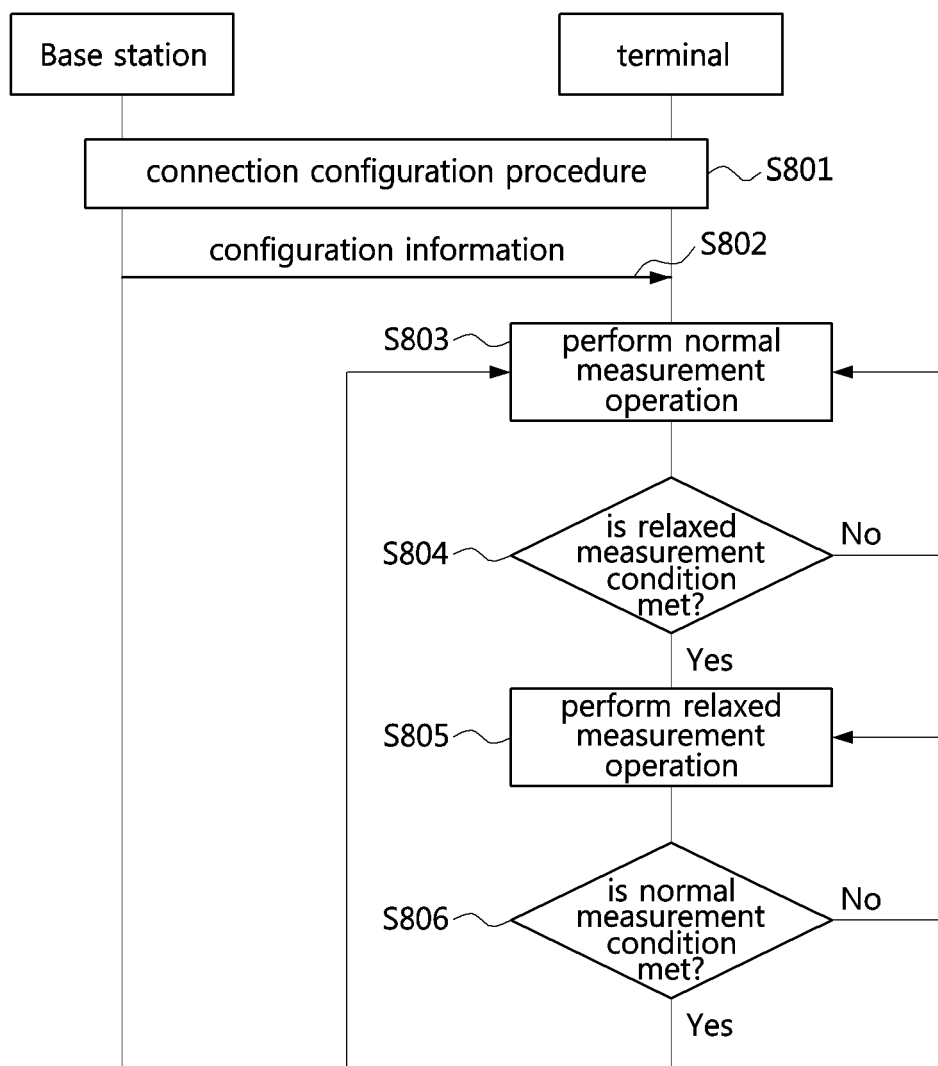 Base station
terminal
connection configuration procedure
S801
configuration information
S802
S803
perform normal
measurement
operation
S804
is relaxed
measurement
condition
met?
No
Yes
S805
perform relaxed
measurement
operation
S806
is normal
measurement
condition
met?
No
Yes